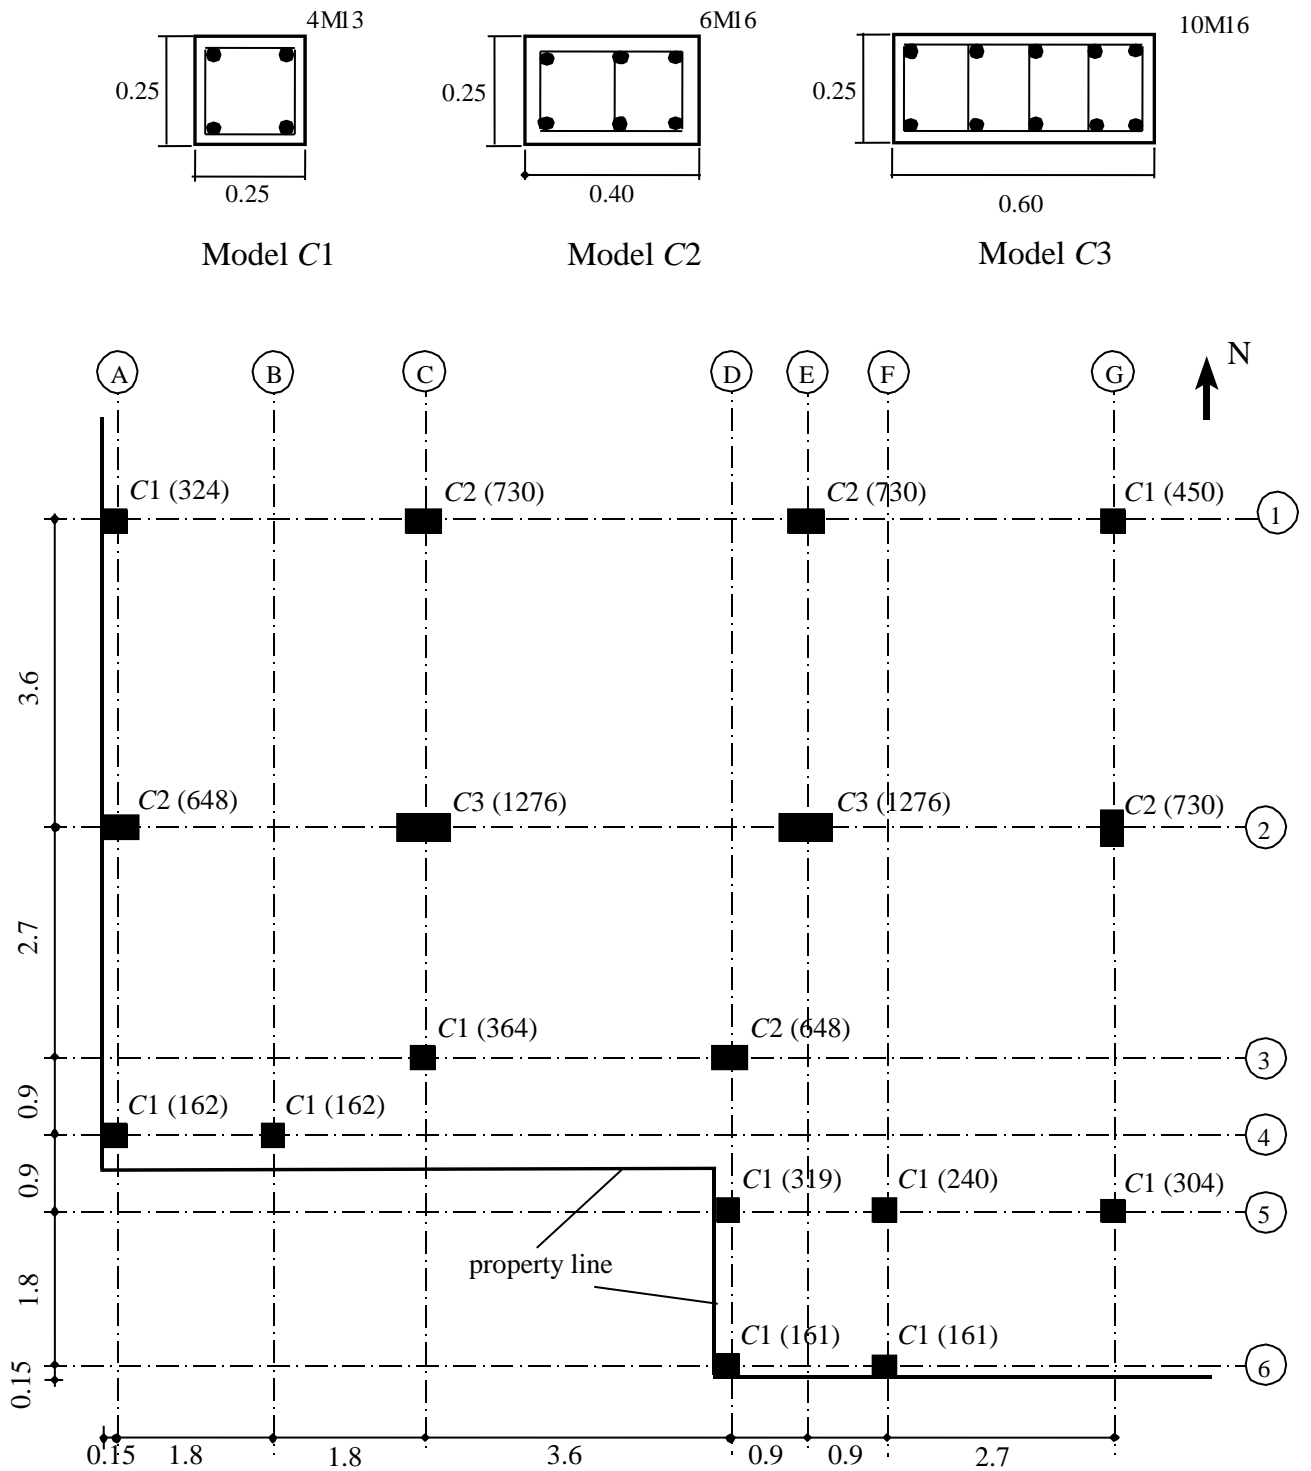 4M13
6M16
10M16
0.25
0.25
0.25
0.25
0.40
0.60
Model C1
Model C2
Model C3
A
B
C
D
E
F
G
N
C1 (324)
C2 (730)
C2 (730)
C1 (450)
1
3.6
C2 (648)
C3 (1276)
C3 (1276)
C2 (730)
2
2.7
C1 (364)
C2 (648)
3
0.9
C1 (162)
C1 (162)
4
0.9
C1 (319)
C1 (240)
C1 (304)
5
property line
1.8
C1 (161)
C1 (161)
6
0.15
0.15
1.8
1.8
3.6
0.9
0.9
2.7